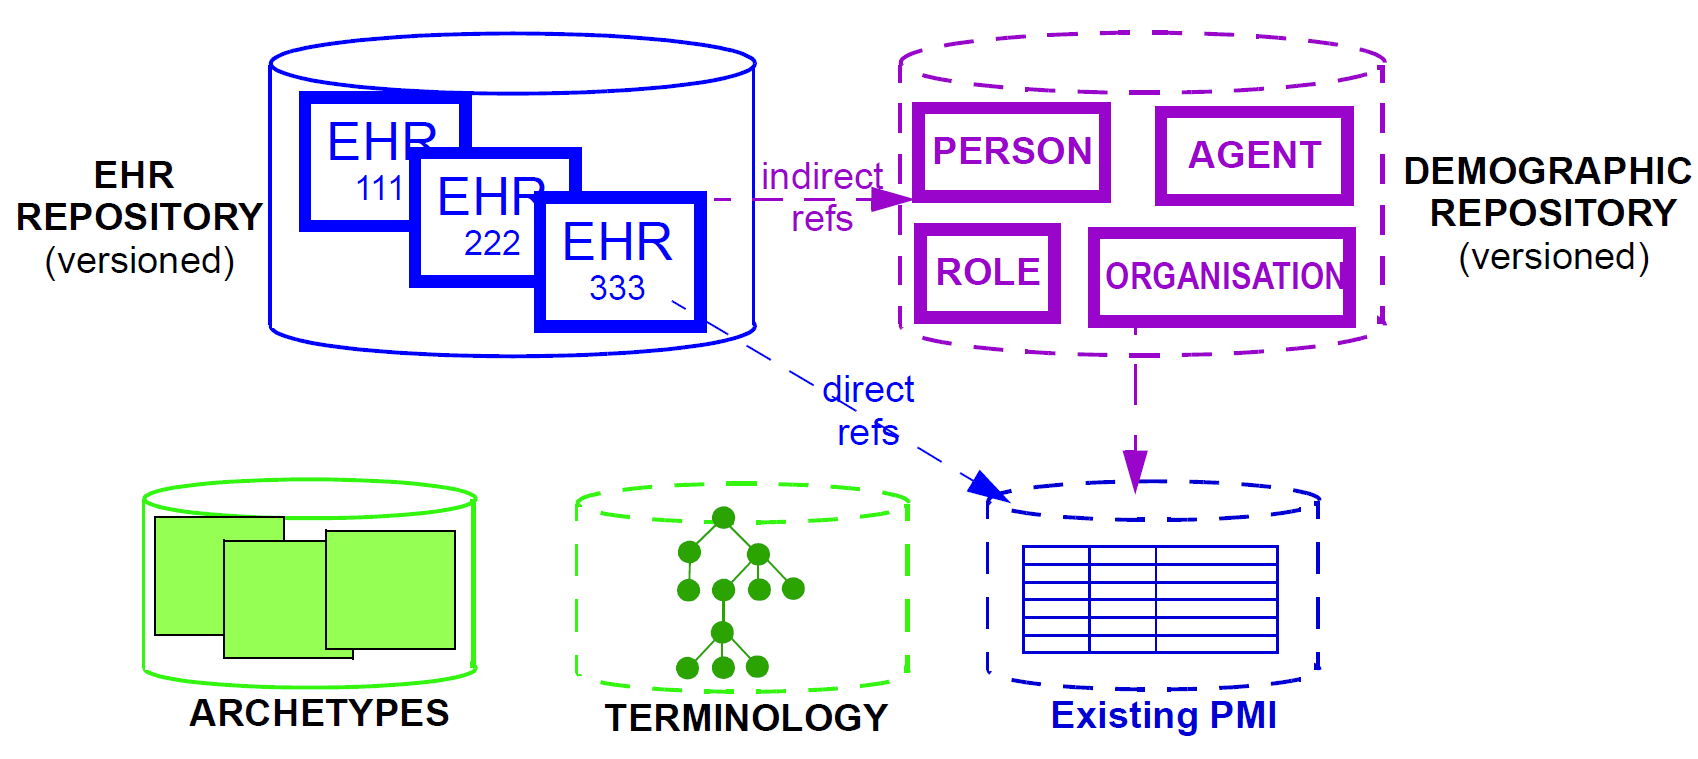 EHR
REPOSITORY
(versioned)
EHR
111
EHR
222
EHR
333
indirect
refs
PERSON
AGENT
ROLE
ORGANISATION
DEMOGRAPHIC
REPOSITORY
(versioned)
direct
refs
ARCHETYPES
TERMINOLOGY
Existing PMI